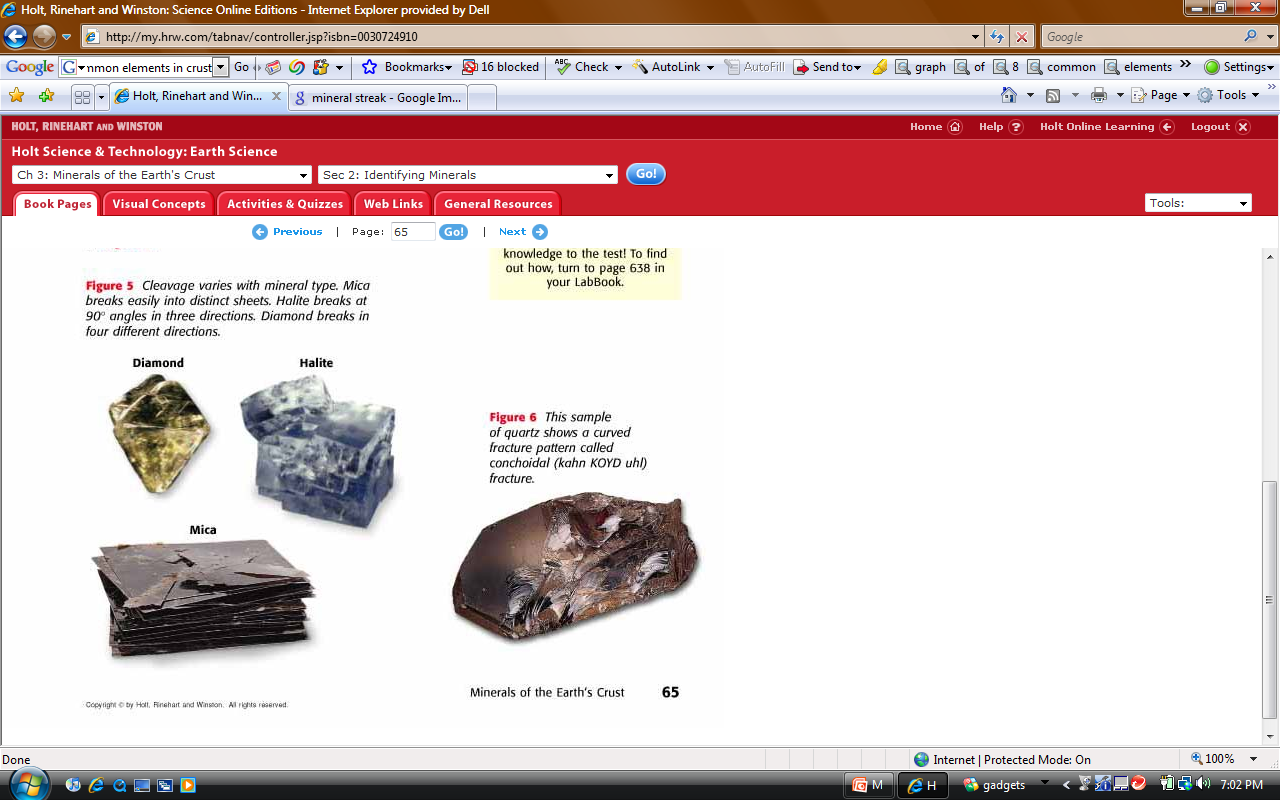 Holt, Rinehart and Winston: Science Online Editions - Internet Explorer provided by Dell
http://my.hrw.com/tabnav/controller.jsp?isbn=0030724910
Google
Google G nmon elements in crust Go Bookmarks 16 blocked ABC Check AutoLink AutoFill Send to graph of 8 common elements » Settings
Holt, Rinehart and Win... X mineral streak - Google Im... Page Tools »
HOLT, RINEHART AND WINSTON Home Help ? Holt Online Learning Logout
Holt Science & Technology: Earth Science
Ch 3: Minerals of the Earth's Crust Sec 2: Identifying Minerals Go!
Book Pages Visual Concepts Activities & Quizzes Web Links General Resources Tools:
Previous | Page: 65 Go! | Next
knowledge to the test! To find
out how, turn to page 638 in
your LabBook.
Figure 5 Cleavage varies with mineral type. Mica
breaks easily into distinct sheets. Halite breaks at
90° angles in three directions. Diamond breaks in
four different directions.
Diamond Halite
Mica
Figure 6 This sample
of quartz shows a curved
fracture pattern called
conchoidal (kahn KOYD uhl)
fracture.
Minerals of the Earth's Crust 65
Copyright © by Holt, Rinehart and Winston. All rights reserved.
Done Internet | Protected Mode: On 100%
M H gadgets < 7:02 PM